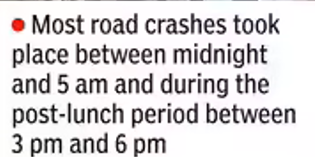 • Most road crashes took
place between midnight
and 5 am and during the
post-lunch period between
3 pm and 6 pm